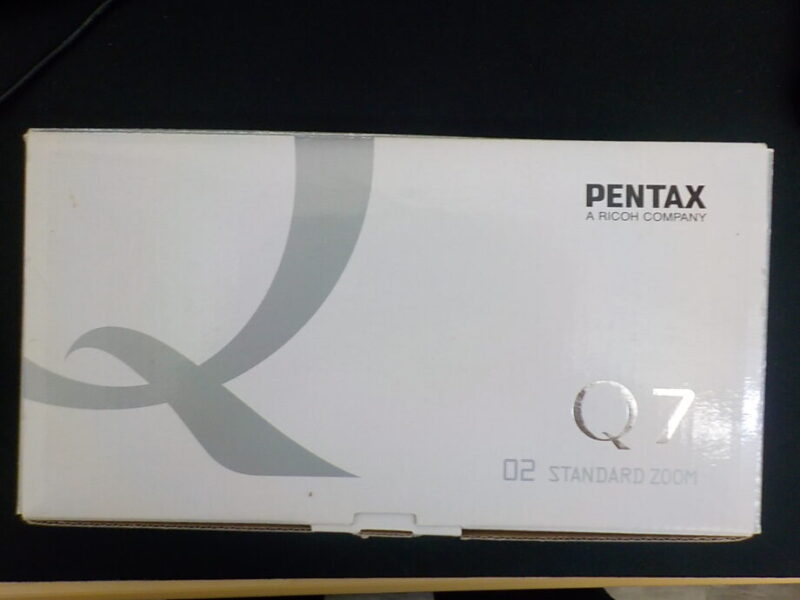 PENTAX
A RICOH COMPANY
Q7
02 STANDARD ZOOM